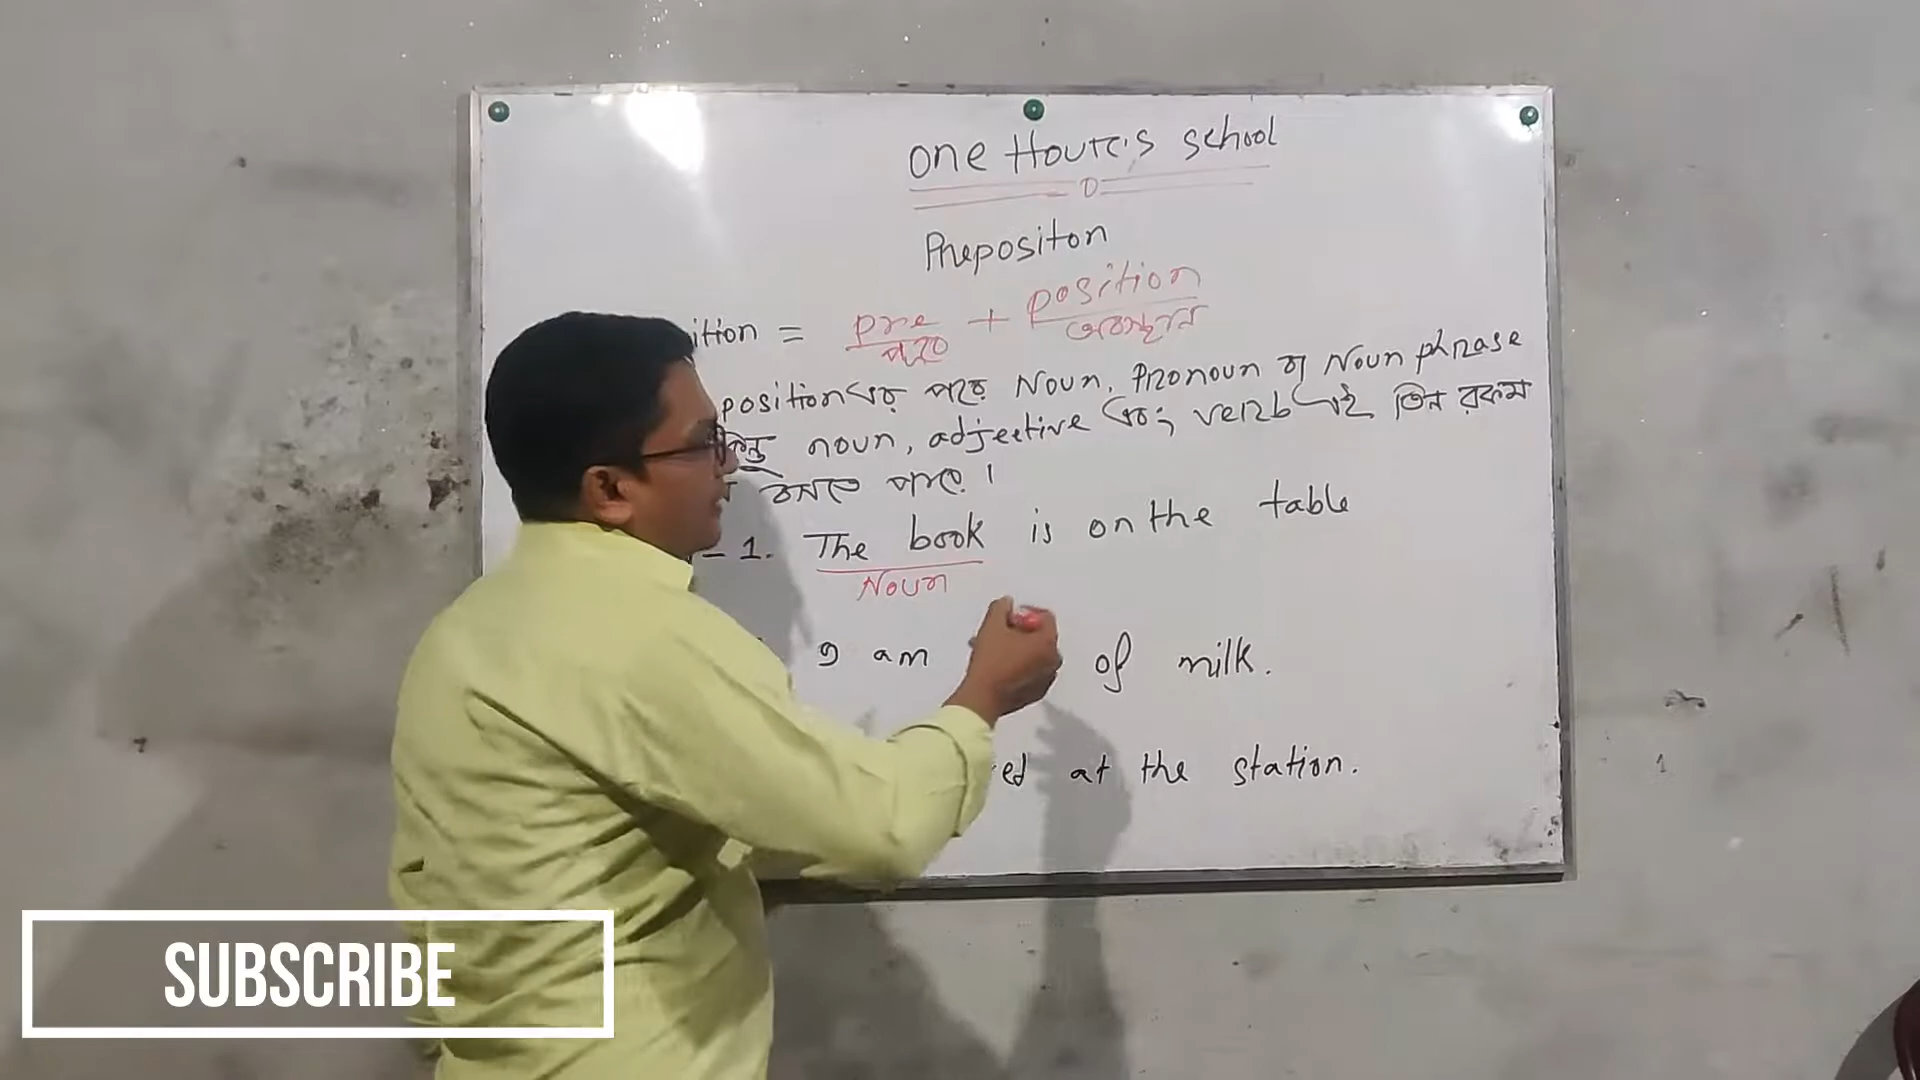 one Hour's school
Prepositon
ition = pre + position
পূর্বে অবস্থান
position এর পরে Noun, Pronoun বা Noun phrase
কিন্তু noun, adjective এবং verb এই তিন রকম
বসতে পারে।
- 1. The book is on the table
Noun
I am of milk.
ed at the station.
SUBSCRIBE